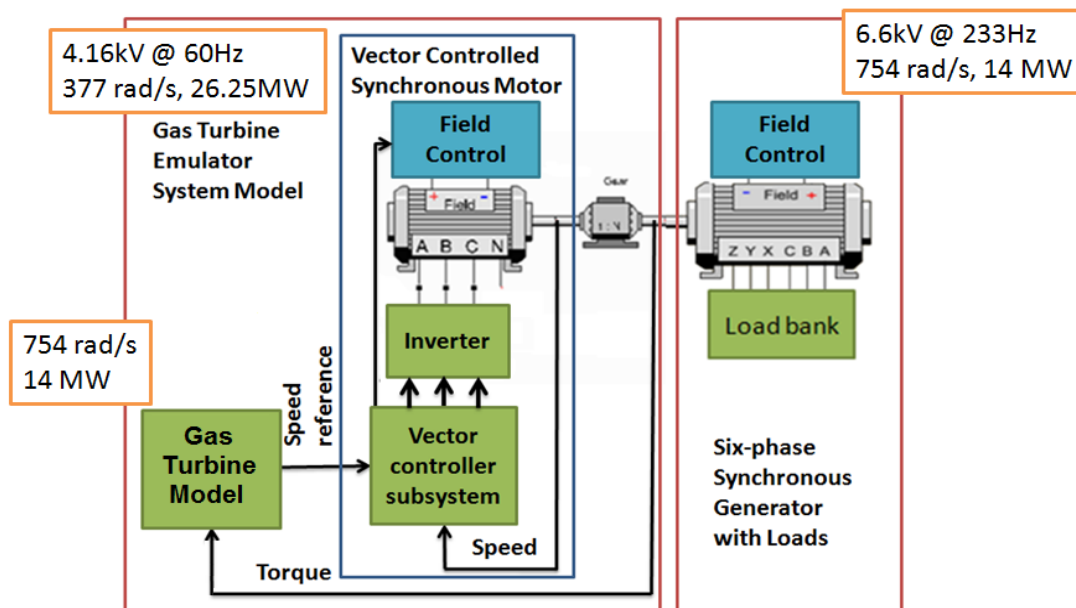 4.16kV @ 60Hz
377 rad/s, 26.25MW
Vector Controlled
Synchronous Motor
6.6kV @ 233Hz
754 rad/s, 14 MW
Gas Turbine
Emulator
System Model
Field
Control
Field
Control
+ Field -
Gear
1 : N
- Field +
A B C N
Z Y X C B A
Inverter
Load bank
754 rad/s
14 MW
Speed
reference
Gas
Turbine
Model
Vector
controller
subsystem
Six-phase
Synchronous
Generator
with Loads
Speed
Torque